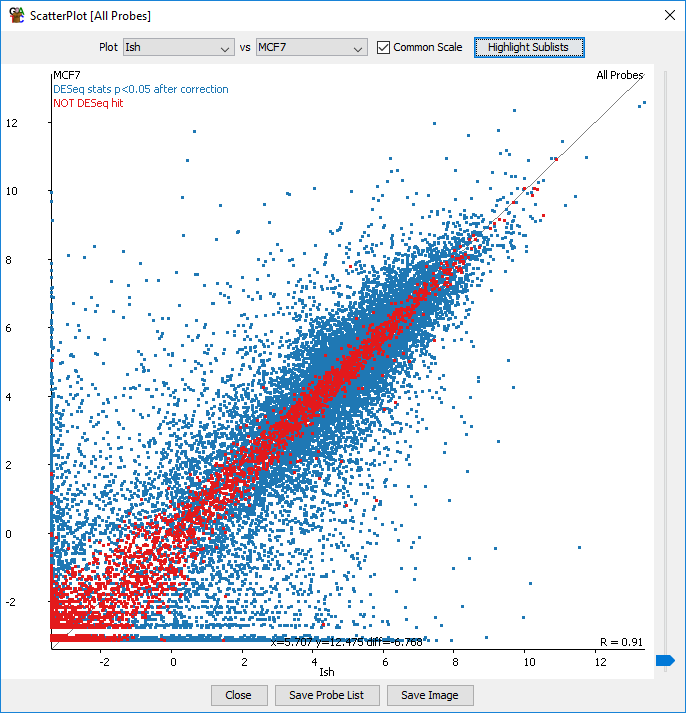 ScatterPlot [All Probes]
Plot Ish vs MCF7 Common Scale Highlight Sublists
MCF7 All Probes
DESeq stats p<0.05 after correction
NOT DESeq hit
12
10
8
6
4
2
0
-2
x=5.707 y=12.475 diff=-6.768 R = 0.91
-2 0 2 4 6 8 10 12
Ish
Close Save Probe List Save Image